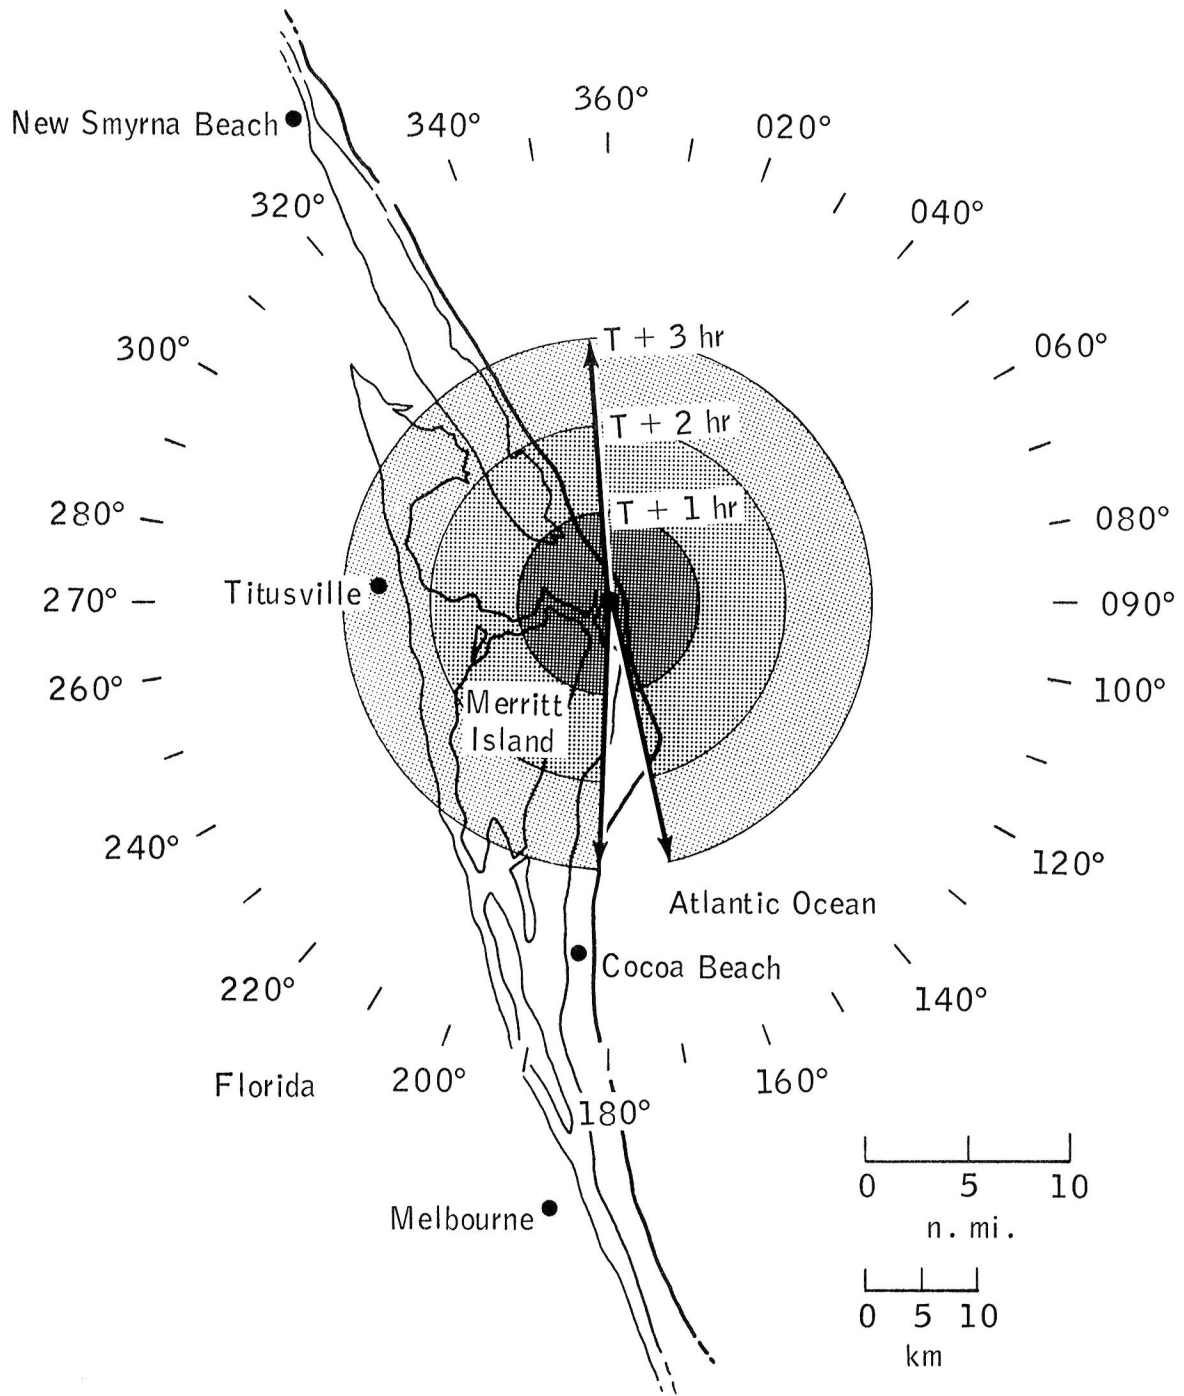 360°
New Smyrna Beach
340°
020°
320°
040°
T + 3 hr
300°
060°
T + 2 hr
T + 1 hr
280°
080°
Titusville
270°
090°
260°
100°
Merritt
Island
240°
120°
Atlantic Ocean
Cocoa Beach
220°
140°
Florida
200°
160°
180°
0 5 10
n. mi.
Melbourne
0 5 10
km